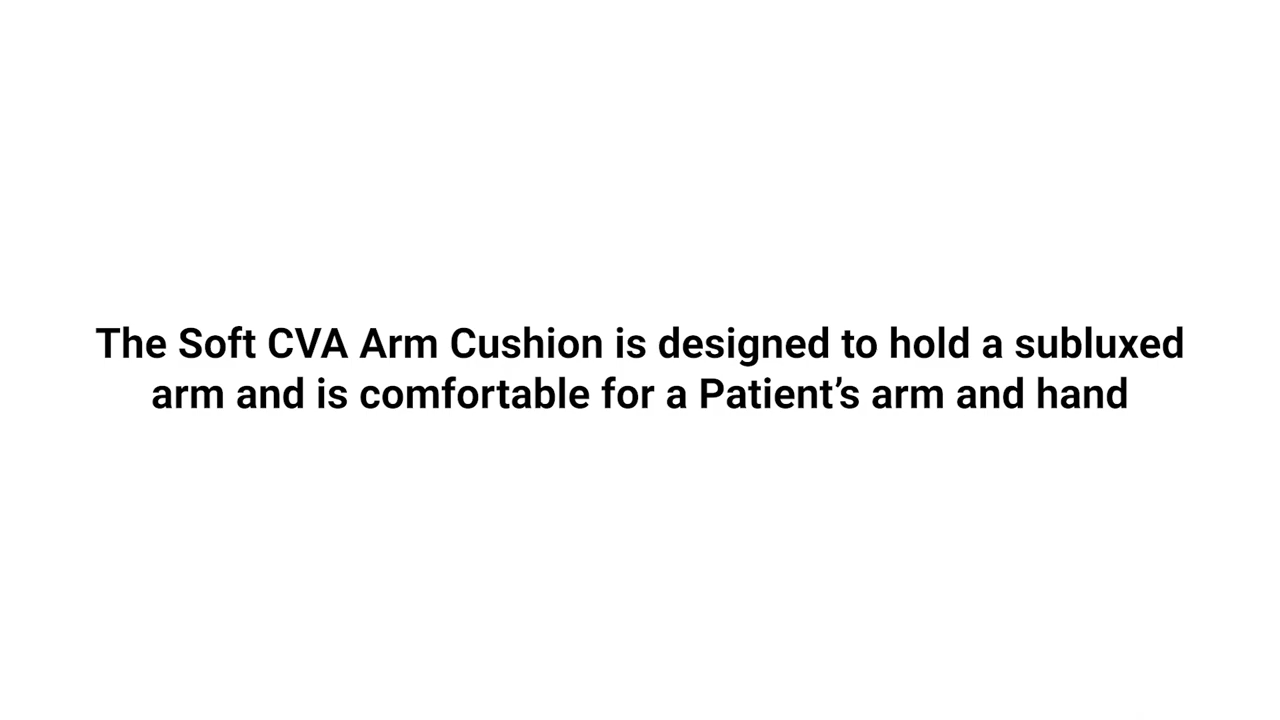 The Soft CVA Arm Cushion is designed to hold a subluxed
arm and is comfortable for a Patient’s arm and hand